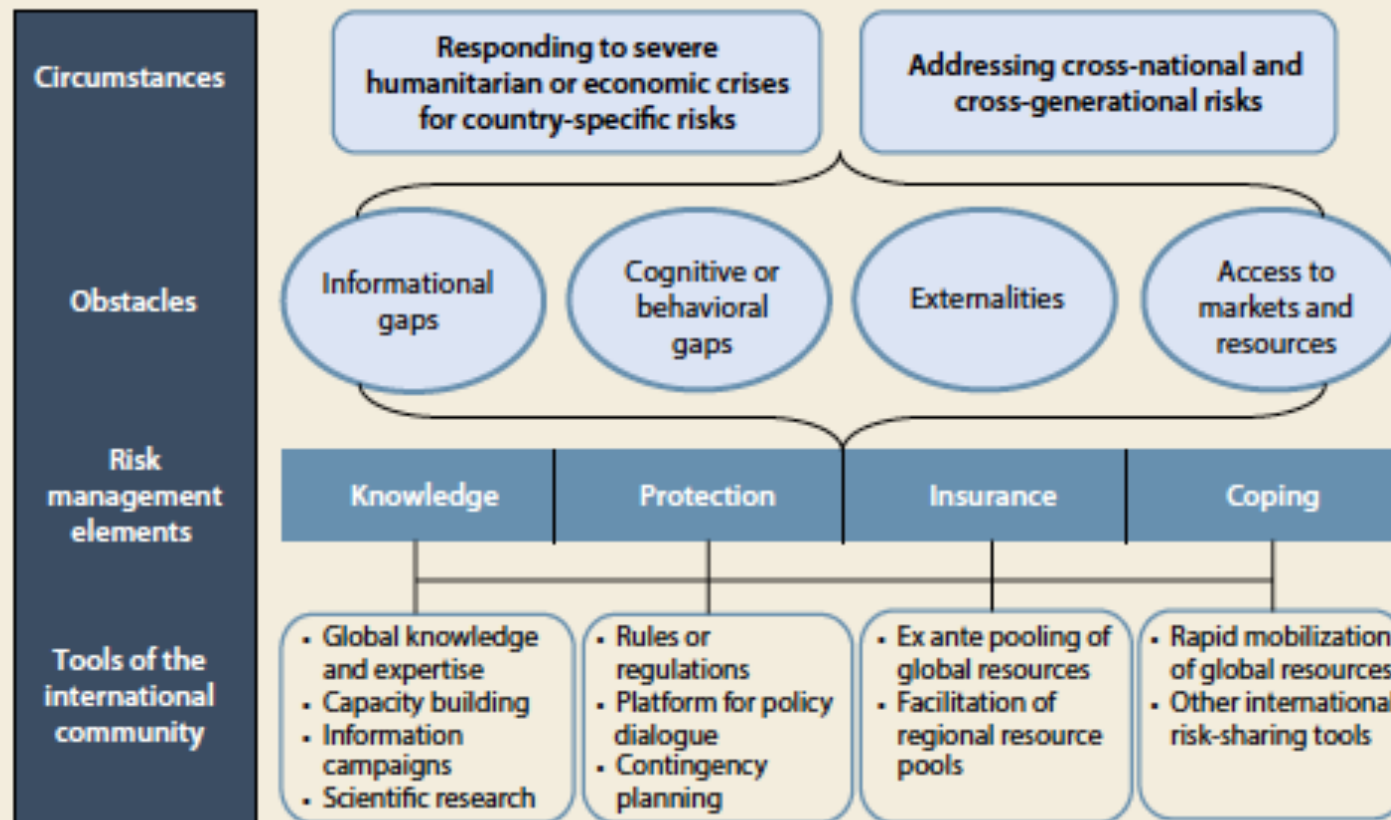 Circumstances
Responding to severe
humanitarian or economic crises
for country-specific risks
Addressing cross-national and
cross-generational risks
Obstacles
Informational
gaps
Cognitive or
behavioral
gaps
Externalities
Access to
markets and
resources
Risk
management
elements
Knowledge
Protection
Insurance
Coping
Tools of the
international
community
• Global knowledge
and expertise
• Capacity building
• Information
campaigns
• Scientific research
• Rules or
regulations
• Platform for policy
dialogue
• Contingency
planning
• Ex ante pooling of
global resources
• Facilitation of
regional resource
pools
• Rapid mobilization
of global resources
• Other international
risk-sharing tools